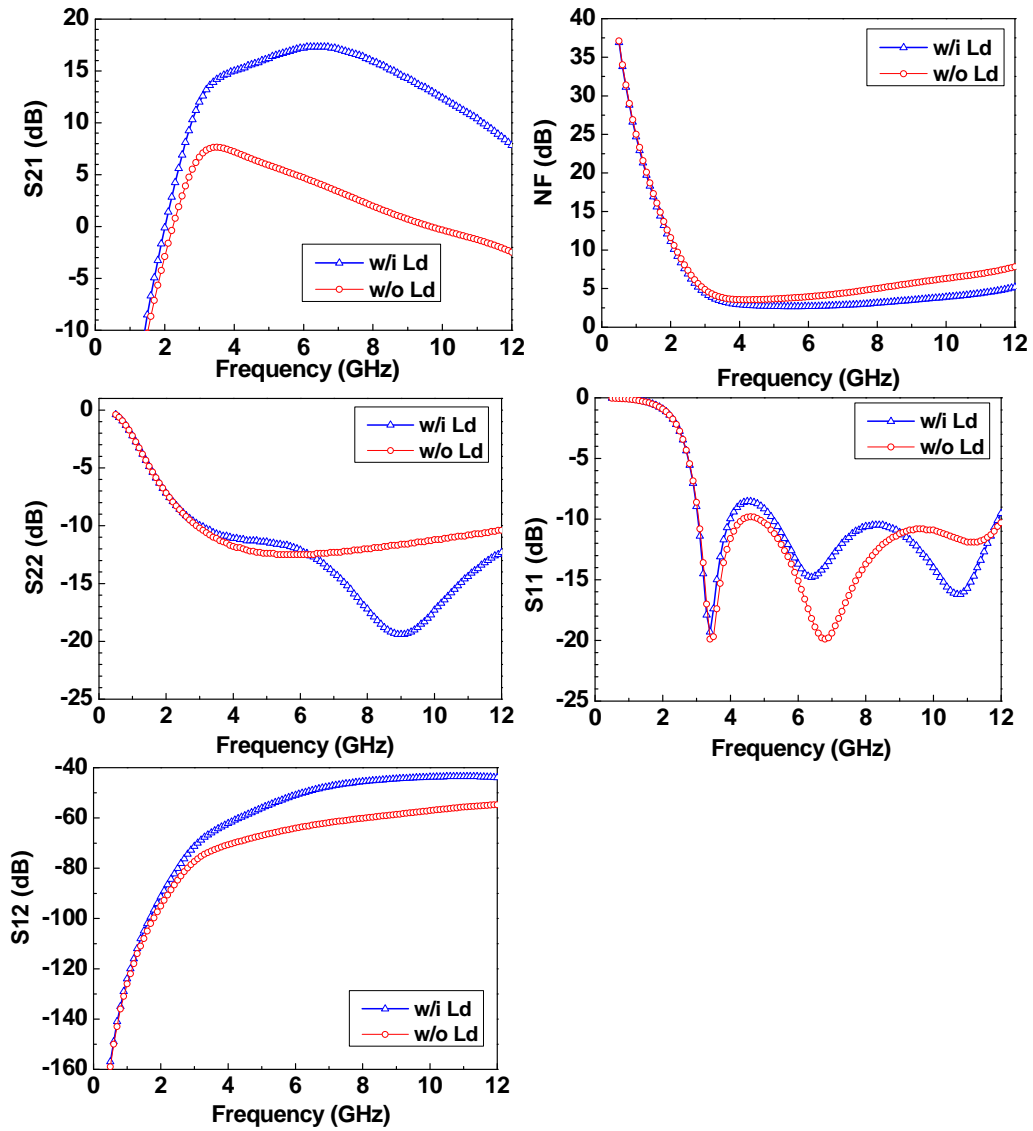 20
15
10
5
0
-5
-10
S21 (dB)
w/i Ld
w/o Ld
0 2 4 6 8 10 12
Frequency (GHz)
40
35
30
25
20
15
10
5
0
NF (dB)
w/i Ld
w/o Ld
0 2 4 6 8 10 12
Frequency (GHz)
0
-5
-10
-15
-20
-25
S22 (dB)
w/i Ld
w/o Ld
0 2 4 6 8 10 12
Frequency (GHz)
0
-5
-10
-15
-20
-25
S11 (dB)
w/i Ld
w/o Ld
0 2 4 6 8 10 12
Frequency (GHz)
-40
-60
-80
-100
-120
-140
-160
S12 (dB)
w/i Ld
w/o Ld
0 2 4 6 8 10 12
Frequency (GHz)